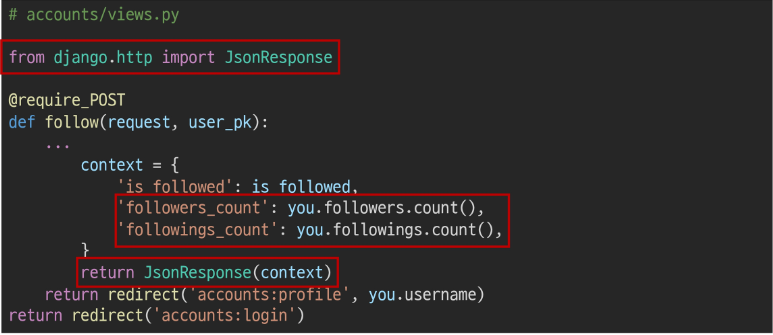 # accounts/views.py
from django.http import JsonResponse
@require_POST
def follow(request, user_pk):
    ...
        context = {
            'is_followed': is_followed,
            'followers_count': you.followers.count(),
            'followings_count': you.followings.count(),
        }
        return JsonResponse(context)
    return redirect('accounts:profile', you.username)
return redirect('accounts:login')